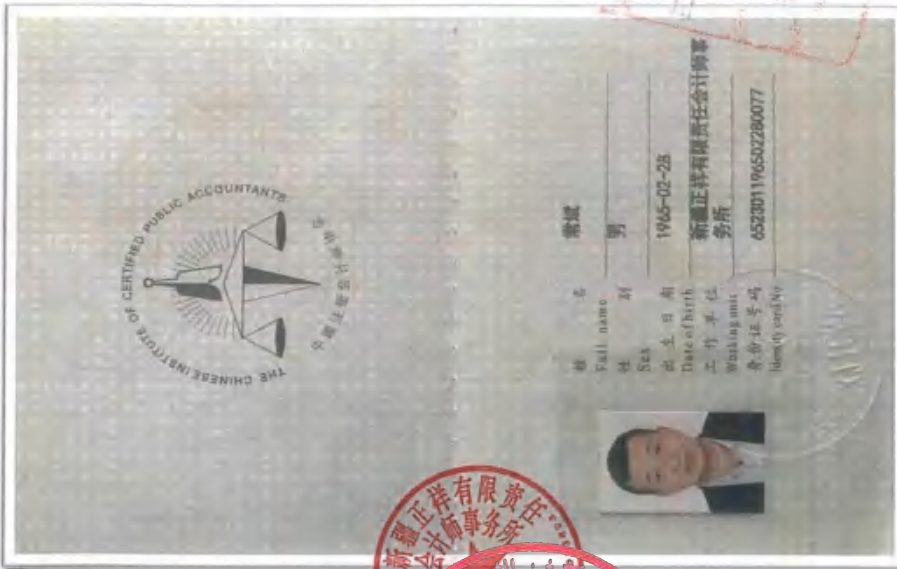 THE CHINESE INSTITUTE OF CERTIFIED PUBLIC ACCOUNTANTS
中国注册会计师协会
姓 名
Full name
性 别
男
Sex
出 生 日 期
1965-02-28
Date of birth
工 作 单 位
新疆正祥有限责任会计师事
务所
Working unit
身 份 证 号 码
652301196502280077
Identity card No
新疆正祥有限责任
会计师事务所